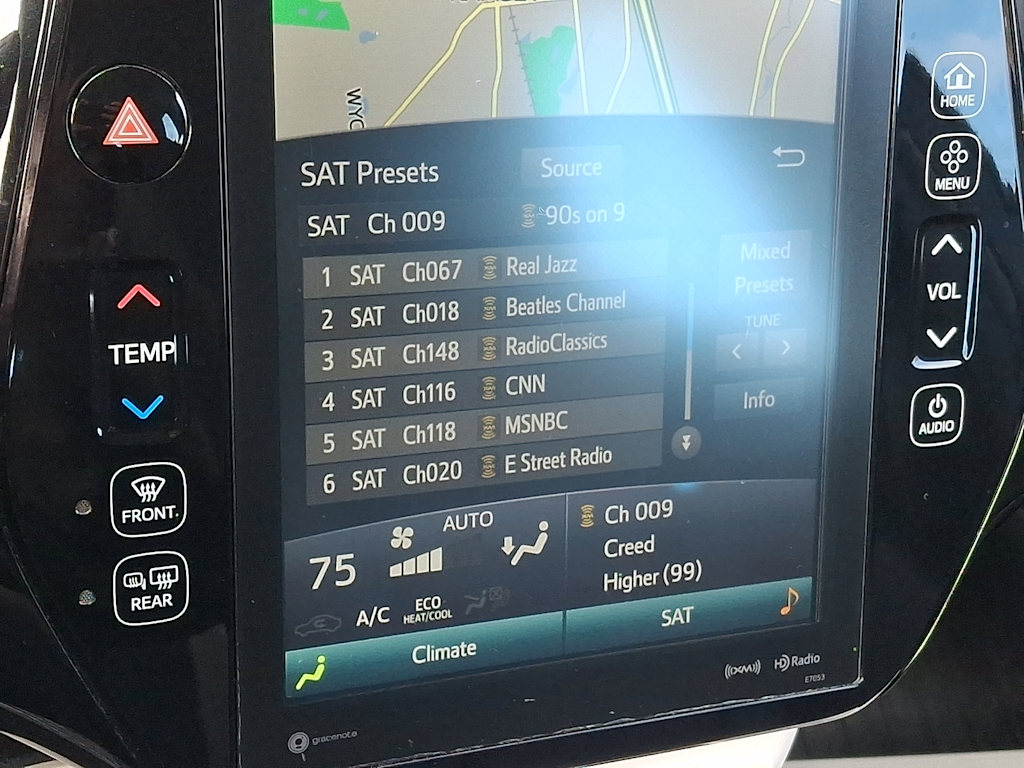 WYC
SAT Presets
Source
SAT Ch 009 90s on 9
1 SAT Ch067 Real Jazz
2 SAT Ch018 Beatles Channel
3 SAT Ch148 RadioClassics
4 SAT Ch116 CNN
5 SAT Ch118 MSNBC
6 SAT Ch020 E Street Radio
Mixed
Presets
TUNE
Info
75
AUTO
A/C
ECO
HEAT/COOL
Ch 009
Creed
Higher (99)
Climate
SAT
((XM))
HD Radio
E7053
gracenote
TEMP
FRONT.
REAR
HOME
MENU
VOL
AUDIO